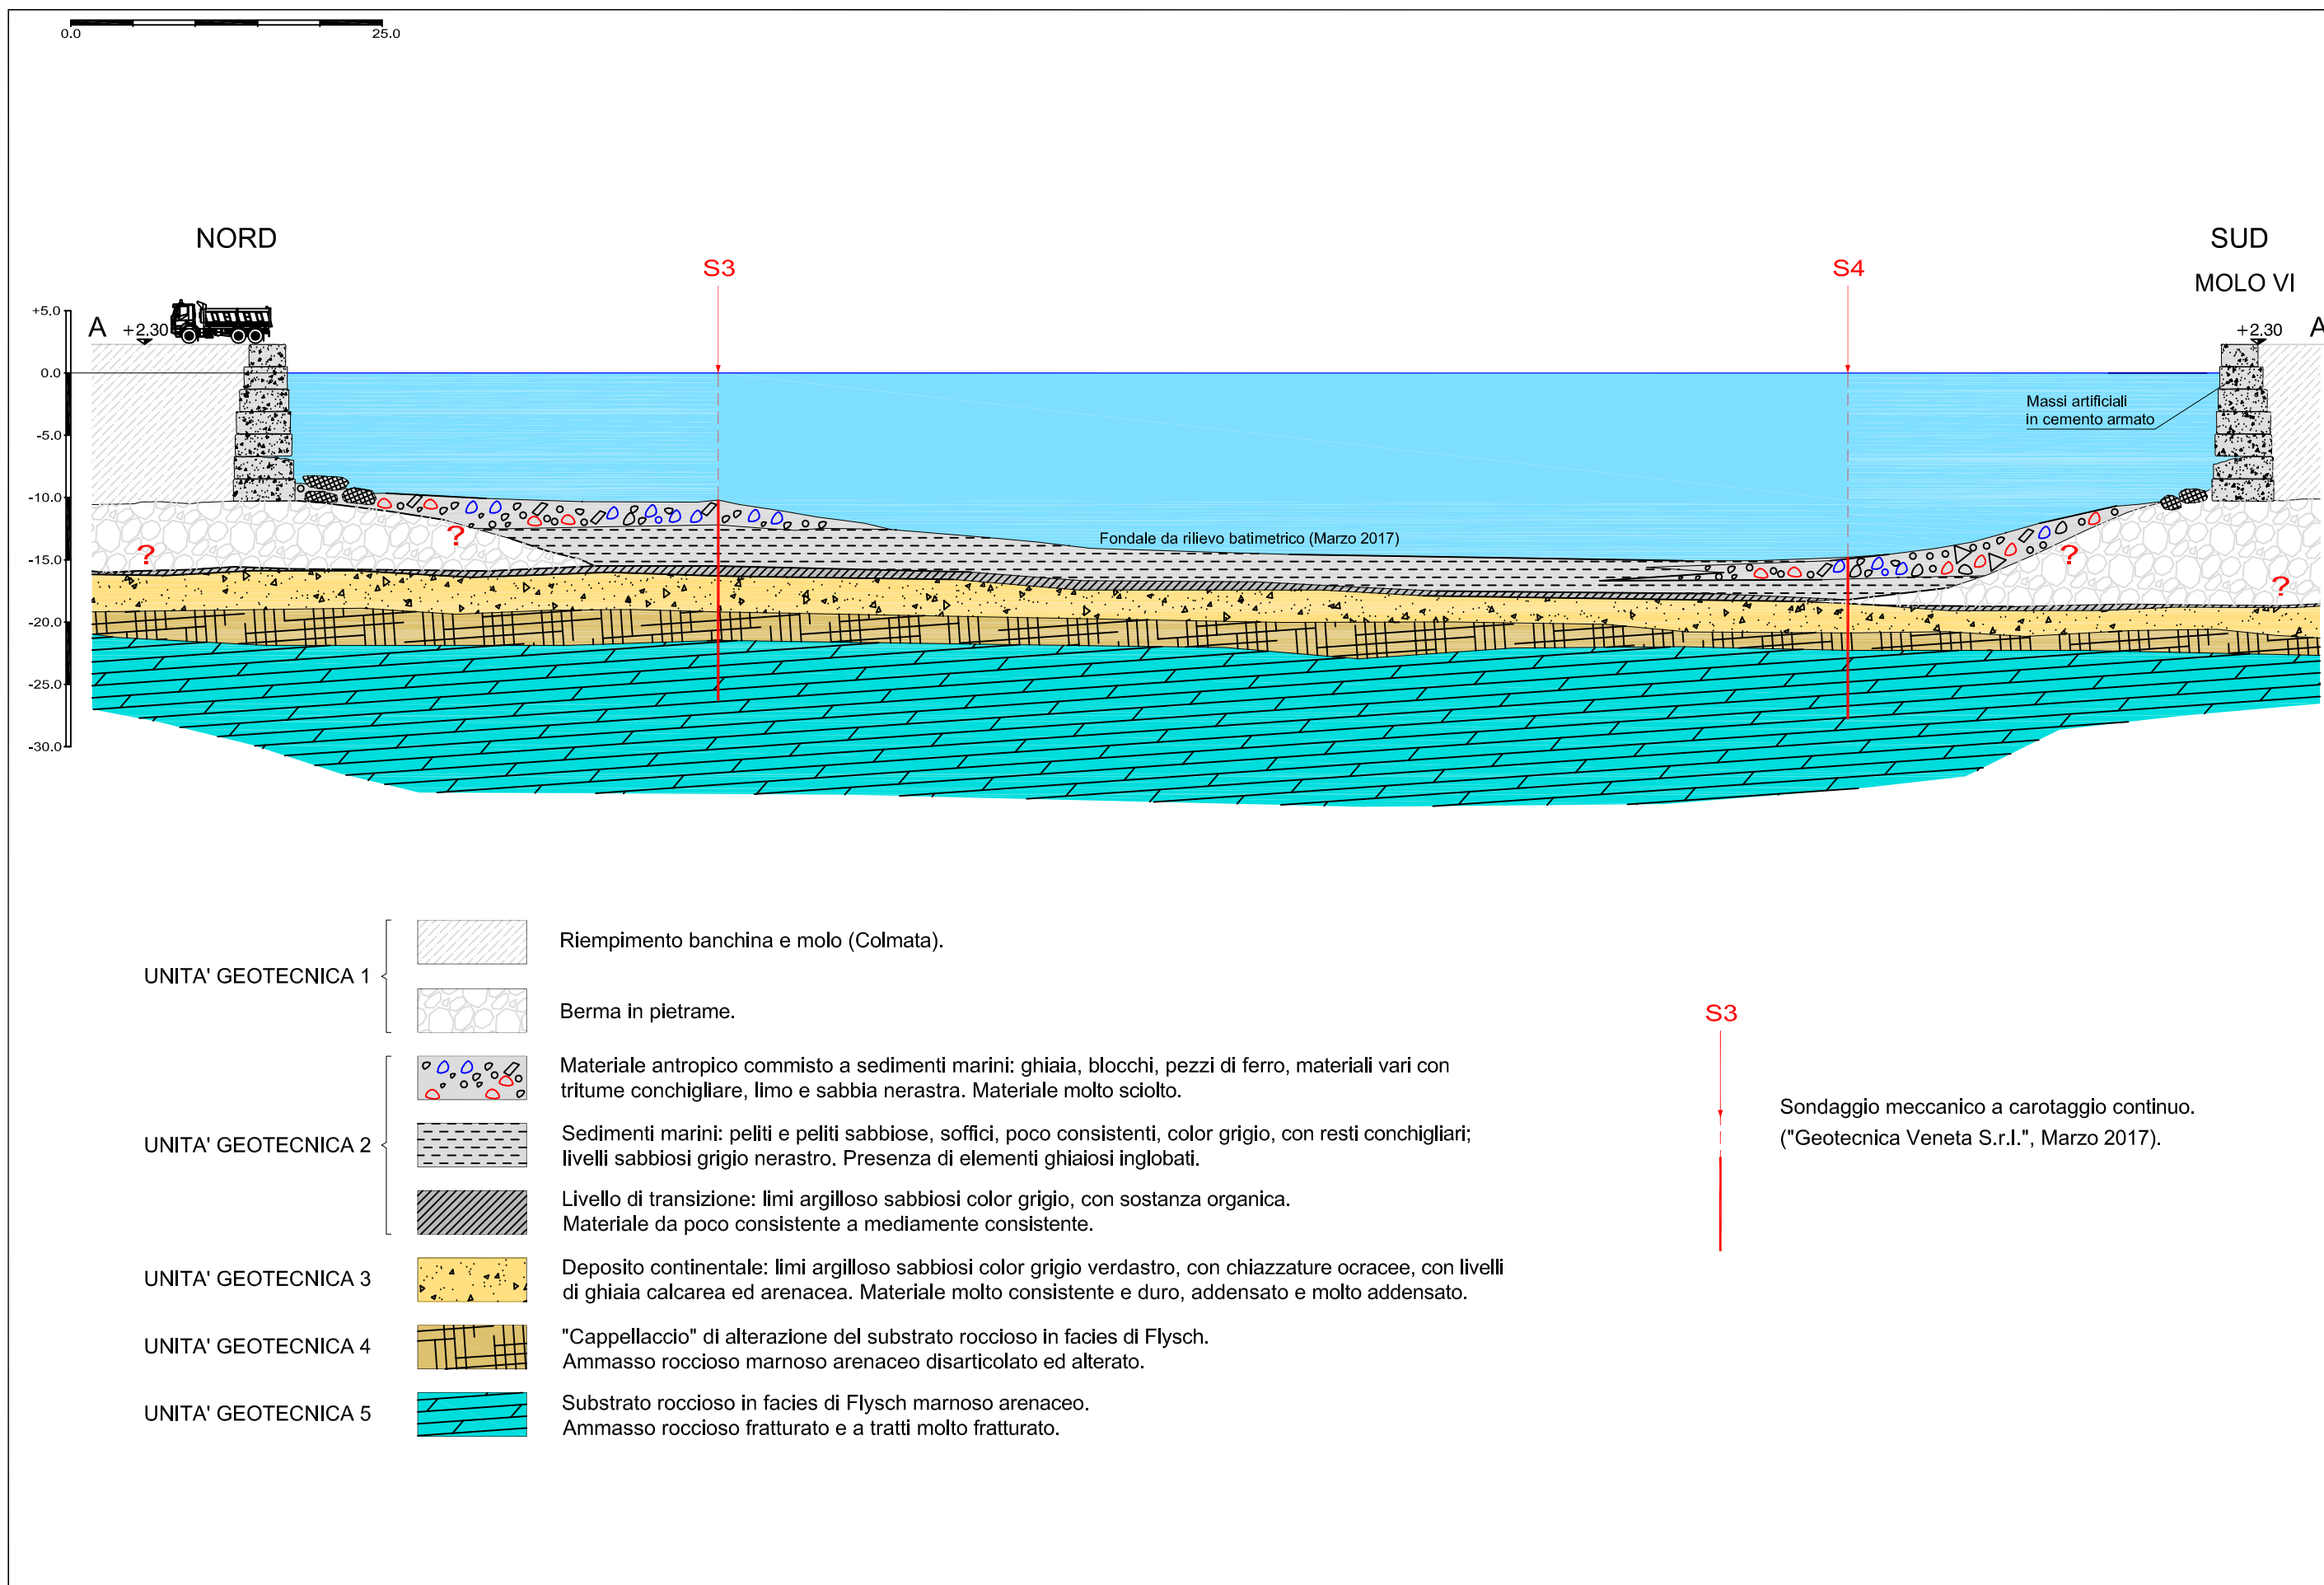 0.0 25.0
NORD
SUD
S3
S4
MOLO VI
+5.0
A
+2.30
+2.30
A
0.0
Massi artificiali
in cemento armato
-5.0
-10.0
Fondale da rilievo batimetrico (Marzo 2017)
?
?
?
?
-15.0
-20.0
-25.0
-30.0
UNITA' GEOTECNICA 1
Riempimento banchina e molo (Colmata).
Berma in pietrame.
UNITA' GEOTECNICA 2
Materiale antropico commisto a sedimenti marini: ghiaia, blocchi, pezzi di ferro, materiali vari con
tritume conchigliare, limo e sabbia nerastra. Materiale molto sciolto.
Sedimenti marini: peliti e peliti sabbiose, soffici, poco consistenti, color grigio, con resti conchigliari;
livelli sabbiosi grigio nerastro. Presenza di elementi ghiaiosi inglobati.
Livello di transizione: limi argilloso sabbiosi color grigio, con sostanza organica.
Materiale da poco consistente a mediamente consistente.
UNITA' GEOTECNICA 3
Deposito continentale: limi argilloso sabbiosi color grigio verdastro, con chiazzature ocracee, con livelli
di ghiaia calcarea ed arenacea. Materiale molto consistente e duro, addensato e molto addensato.
UNITA' GEOTECNICA 4
"Cappellaccio" di alterazione del substrato roccioso in facies di Flysch.
Ammasso roccioso marnoso arenaceo disarticolato ed alterato.
UNITA' GEOTECNICA 5
Substrato roccioso in facies di Flysch marnoso arenaceo.
Ammasso roccioso fratturato e a tratti molto fratturato.
S3
Sondaggio meccanico a carotaggio continuo.
("Geotecnica Veneta S.r.l.", Marzo 2017).